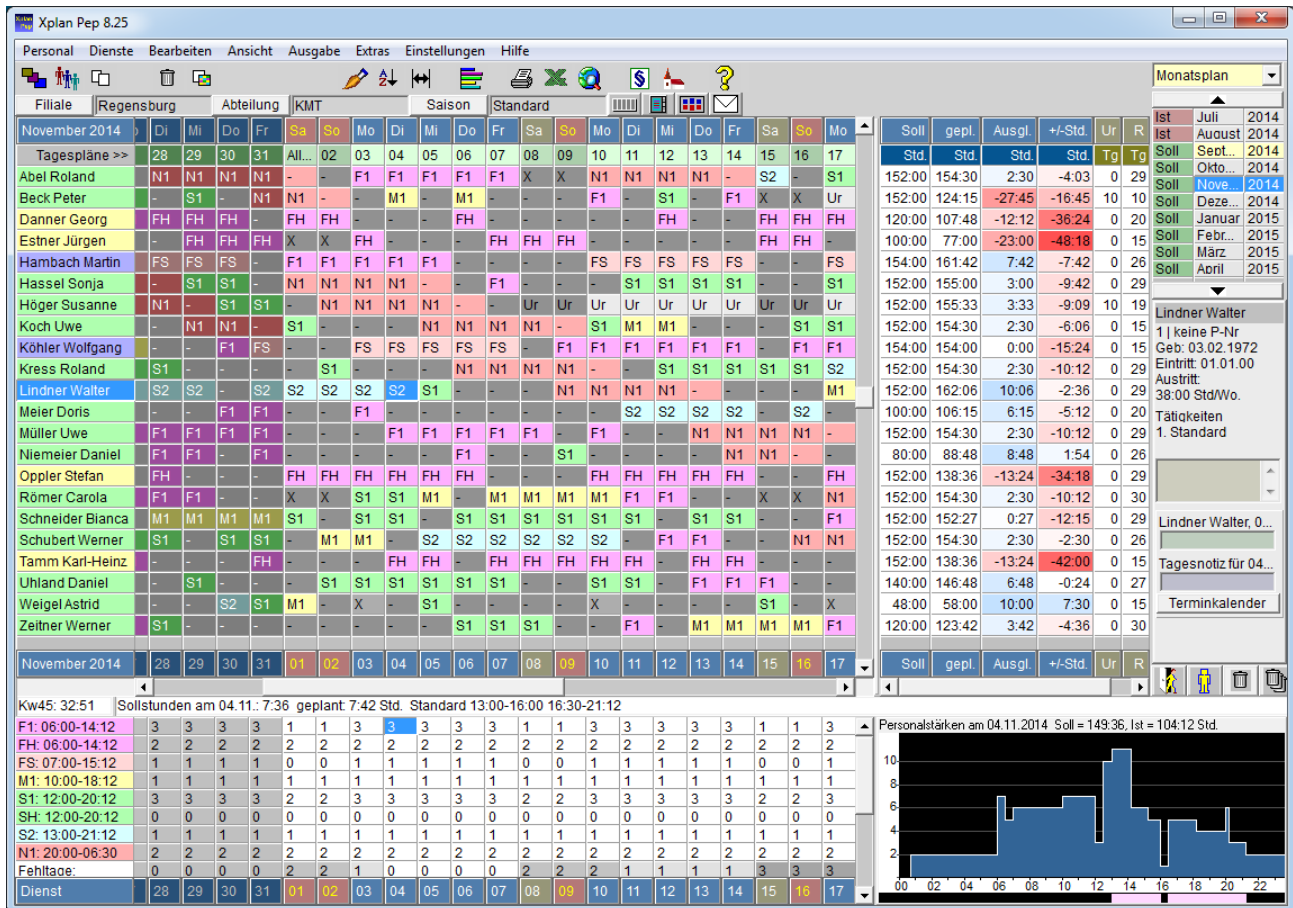 Xplan Pep 8.25
Personal Dienste Bearbeiten Ansicht Ausgabe Extras Einstellungen Hilfe
Monatsplan
Filiale Regensburg Abteilung KMT Saison Standard
November 2014 Di Mi Do Fr Sa So Mo Di Mi Do Fr Sa So Mo Di Mi Do Fr Sa So Mo Soll gepl. Ausgl. +/-Std. Ur R
Tagespläne >> 28 29 30 31 All... 02 03 04 05 06 07 08 09 10 11 12 13 14 15 16 17 Std. Std. Std. Std. Tg Tg
Abel Roland N1 N1 N1 N1 - - F1 F1 F1 F1 F1 X X N1 N1 N1 N1 - S2 - S1 152:00 154:30 2:30 -4:03 0 29
Beck Peter - S1 - N1 N1 - - M1 - M1 - - - F1 - S1 - F1 X X Ur 152:00 124:15 -27:45 -16:45 10 10
Danner Georg FH FH FH - FH FH - - - FH - - - - - FH - - FH FH FH 120:00 107:48 -12:12 -36:24 0 20
Estner Jürgen - FH FH FH X X FH - - - FH FH FH - - - - - FH FH - 100:00 77:00 -23:00 -48:18 0 15
Hambach Martin FS FS FS - F1 F1 F1 F1 F1 - - - - FS FS FS FS FS - - FS 154:00 161:42 7:42 -7:42 0 26
Hassel Sonja - S1 S1 - N1 N1 N1 N1 - - F1 - - - S1 S1 S1 S1 - - S1 152:00 155:00 3:00 -9:42 0 29
Höger Susanne N1 - S1 S1 - N1 N1 N1 N1 - - Ur Ur Ur Ur Ur Ur Ur Ur Ur Ur 152:00 155:33 3:33 -9:09 10 19
Koch Uwe - N1 N1 - S1 - - - N1 N1 N1 N1 - S1 M1 M1 - - - S1 S1 152:00 154:30 2:30 -6:06 0 15
Köhler Wolfgang - - F1 FS - - FS FS FS FS FS - F1 F1 F1 F1 F1 F1 - F1 F1 154:00 154:00 0:00 -15:24 0 15
Kress Roland S1 - - - - S1 - - - N1 N1 N1 N1 - - S1 S1 S1 S1 S1 S2 152:00 154:30 2:30 -10:12 0 29
Lindner Walter S2 S2 - S2 S2 S2 S2 S2 S1 - - - N1 N1 N1 N1 - - - - M1 152:00 162:06 10:06 -2:36 0 29
Meier Doris - - F1 F1 - - F1 - - - - - - - - S2 S2 S2 S2 - S2 - 100:00 106:15 6:15 -5:12 0 20
Müller Uwe F1 F1 F1 F1 - - - F1 F1 F1 F1 F1 - F1 - - N1 N1 N1 N1 - 152:00 154:30 2:30 -10:12 0 29
Niemeier Daniel F1 F1 - F1 - - - - - F1 - - S1 - - - - N1 N1 - - 80:00 88:48 8:48 1:54 0 26
Oppler Stefan FH - - - FH FH FH FH FH FH - - - FH FH FH FH FH - - FH 152:00 138:36 -13:24 -34:18 0 29
Römer Carola F1 F1 - - X X S1 S1 M1 - M1 M1 M1 M1 F1 F1 - - X X N1 152:00 154:30 2:30 -10:12 0 30
Schneider Bianca M1 M1 M1 M1 S1 - S1 S1 - S1 S1 S1 S1 S1 S1 - S1 S1 - - F1 152:00 152:27 0:27 -12:15 0 29
Schubert Werner S1 - S1 S1 - M1 M1 - S2 S2 S2 S2 S2 S2 - F1 F1 - - N1 N1 152:00 154:30 2:30 -2:30 0 26
Tamm Karl-Heinz - - - FH - - - FH FH - FH FH FH FH FH - FH FH - - - 152:00 138:36 -13:24 -42:00 0 15
Uhland Daniel - S1 - - - S1 S1 S1 S1 S1 S1 - - S1 S1 - F1 F1 F1 - - 140:00 146:48 6:48 -0:24 0 27
Weigel Astrid - - S2 S1 M1 - X - S1 - - - - X - - - - S1 - X 48:00 58:00 10:00 7:30 0 15
Zeitner Werner S1 - - - - - - - - S1 S1 S1 - - F1 - M1 M1 M1 M1 F1 120:00 123:42 3:42 -4:36 0 30
November 2014 28 29 30 31 01 02 03 04 05 06 07 08 09 10 11 12 13 14 15 16 17 Soll gepl. Ausgl. +/-Std. Ur R
Ist Juli 2014
Ist August 2014
Soll Sept... 2014
Soll Okto... 2014
Soll Nove... 2014
Soll Deze... 2014
Soll Januar 2015
Soll Febr... 2015
Soll März 2015
Soll April 2015
Lindner Walter
1 | keine P-Nr
Geb: 03.02.1972
Eintritt: 01.01.00
Austritt:
38:00 Std/Wo.
Tätigkeiten
1. Standard
Lindner Walter, 0...
Tagesnotiz für 04...
Terminkalender
Kw45: 32:51 Sollstunden am 04.11.: 7:36 geplant: 7:42 Std. Standard 13:00-16:00 16:30-21:12
F1: 06:00-14:12 3 3 3 3 1 1 3 3 3 3 3 1 1 3 3 3 3 3 1 1 3
FH: 06:00-14:12 2 2 2 2 2 2 2 2 2 2 2 2 2 2 2 2 2 2 2 2 2
FS: 07:00-15:12 1 1 1 1 0 0 1 1 1 1 1 0 0 1 1 1 1 1 0 0 1
M1: 10:00-18:12 1 1 1 1 1 1 1 1 1 1 1 1 1 1 1 1 1 1 1 1 1
S1: 12:00-20:12 3 3 3 3 2 2 3 3 3 3 3 2 2 3 3 3 3 3 2 2 3
SH: 12:00-20:12 0 0 0 0 0 0 0 0 0 0 0 0 0 0 0 0 0 0 0 0 0
S2: 13:00-21:12 1 1 1 1 1 1 1 1 1 1 1 1 1 1 1 1 1 1 1 1 1
N1: 20:00-06:30 2 2 2 2 2 2 2 2 2 2 2 2 2 2 2 2 2 2 2 2 2
Fehltage: 0 0 0 0 2 2 1 0 0 0 0 2 2 2 1 1 1 1 3 3 3
Dienst 28 29 30 31 01 02 03 04 05 06 07 08 09 10 11 12 13 14 15 16 17
Personalstärken am 04.11.2014 Soll = 149:36, Ist = 104:12 Std.
10
8
6
4
2
00 02 04 06 08 10 12 14 16 18 20 22